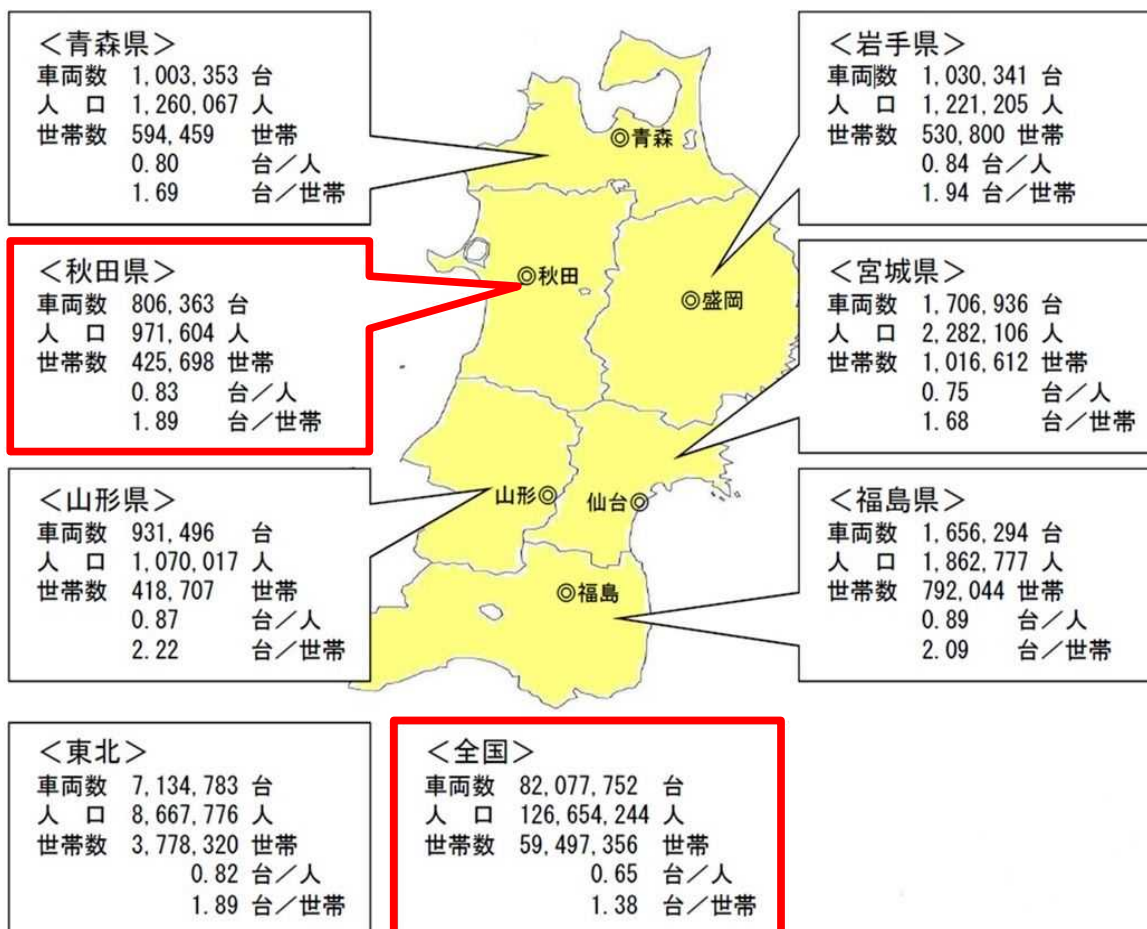 <青森県>
車両数 1,003,353 台
人 口 1,260,067 人
世帯数 594,459 世帯
0.80 台/人
1.69 台/世帯
<岩手県>
車両数 1,030,341 台
人 口 1,221,205 人
世帯数 530,800 世帯
0.84 台/人
1.94 台/世帯
◎青森
<秋田県>
車両数 806,363 台
人 口 971,604 人
世帯数 425,698 世帯
0.83 台/人
1.89 台/世帯
◎秋田
◎盛岡
<宮城県>
車両数 1,706,936 台
人 口 2,282,106 人
世帯数 1,016,612 世帯
0.75 台/人
1.68 台/世帯
<山形県>
車両数 931,496 台
人 口 1,070,017 人
世帯数 418,707 世帯
0.87 台/人
2.22 台/世帯
山形◎
仙台◎
◎福島
<福島県>
車両数 1,656,294 台
人 口 1,862,777 人
世帯数 792,044 世帯
0.89 台/人
2.09 台/世帯
<東北>
車両数 7,134,783 台
人 口 8,667,776 人
世帯数 3,778,320 世帯
0.82 台/人
1.89 台/世帯
<全国>
車両数 82,077,752 台
人 口 126,654,244 人
世帯数 59,497,356 世帯
0.65 台/人
1.38 台/世帯